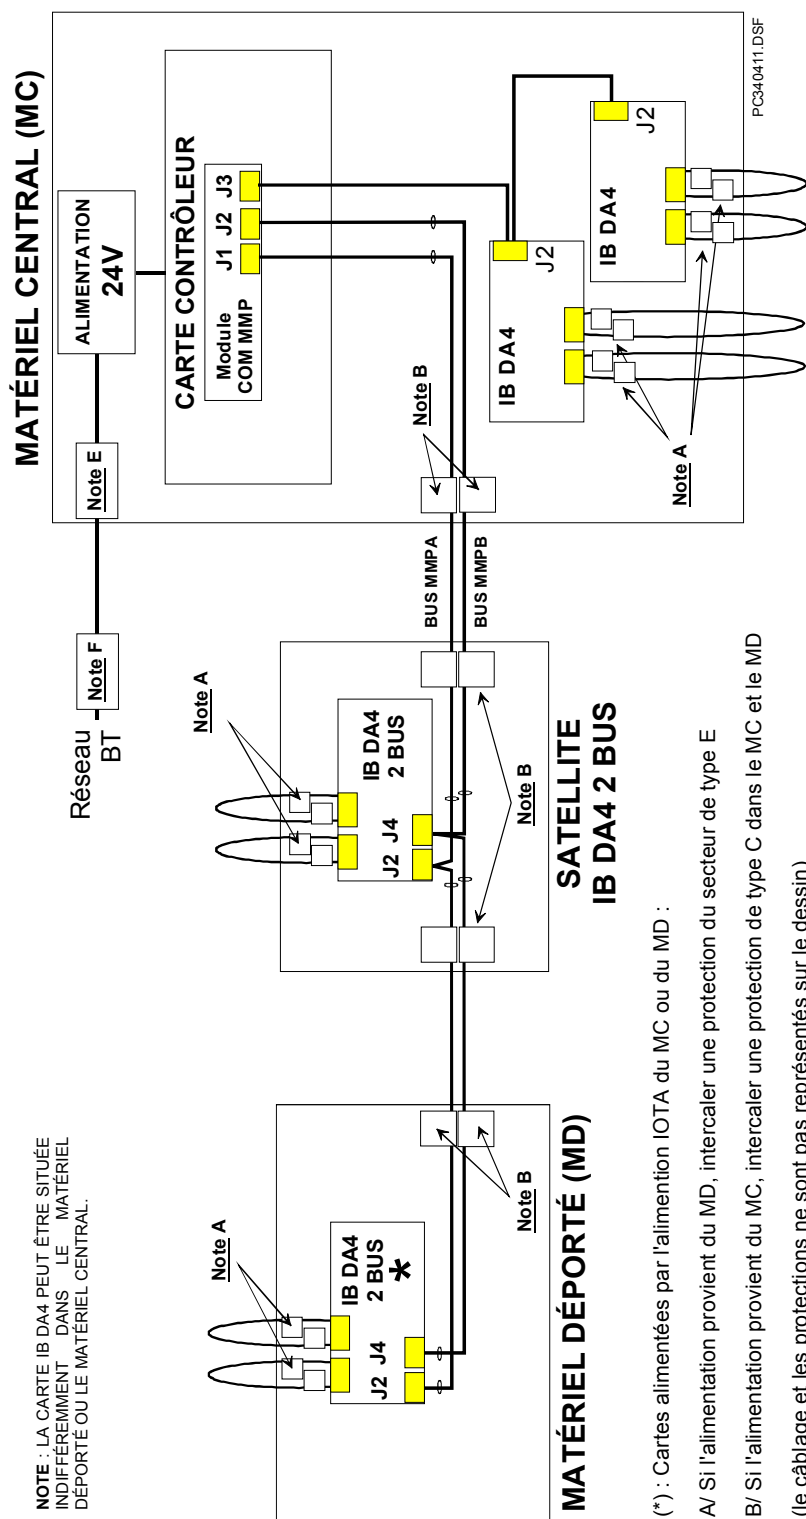 NOTE : LA CARTE IB DA4 PEUT ÊTRE SITUÉE
INDIFFÉREMMENT DANS LE MATÉRIEL
DÉPORTÉ OU LE MATÉRIEL CENTRAL.
Réseau
BT
Note F
Note E
MATÉRIEL CENTRAL (MC)
ALIMENTATION
24V
CARTE CONTRÔLEUR
Module
COM MMP
J1
J2
J3
Note B
BUS MMPA
BUS MMPB
IB DA4
J2
IB DA4
J2
Note A
PC340411.DSF
Note A
IB DA4
2 BUS
J2
J4
Note B
SATELLITE
IB DA4 2 BUS
Note A
IB DA4
2 BUS
*
J2
J4
Note B
MATÉRIEL DÉPORTÉ (MD)
(*) : Cartes alimentées par l'alimention IOTA du MC ou du MD :
A/ Si l'alimentation provient du MD, intercaler une protection du secteur de type E
B/ Si l'alimentation provient du MC, intercaler une protection de type C dans le MC et le MD
(le câblage et les protections ne sont pas représentés sur le dessin)